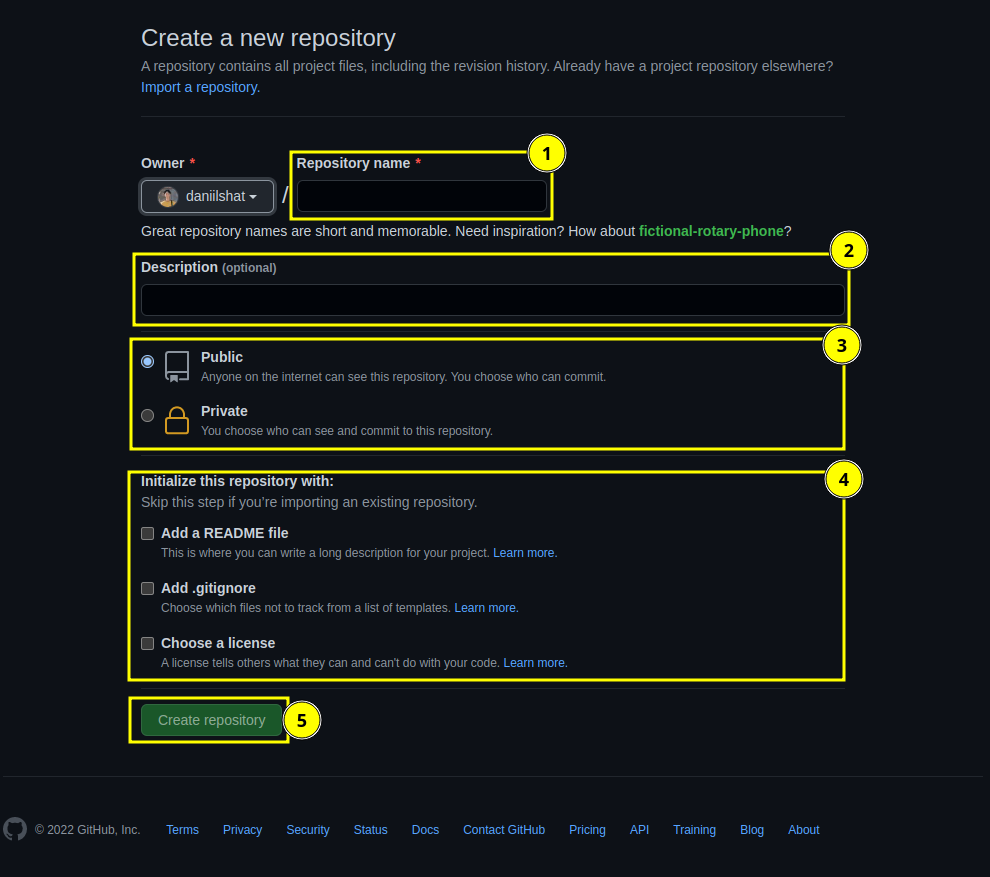 Create a new repository
A repository contains all project files, including the revision history. Already have a project repository elsewhere?
Import a repository.
1
Owner * Repository name *
daniilshat /
Great repository names are short and memorable. Need inspiration? How about fictional-rotary-phone?
2
Description (optional)
3
Public
Anyone on the internet can see this repository. You choose who can commit.
Private
You choose who can see and commit to this repository.
4
Initialize this repository with:
Skip this step if you’re importing an existing repository.
Add a README file
This is where you can write a long description for your project. Learn more.
Add .gitignore
Choose which files not to track from a list of templates. Learn more.
Choose a license
A license tells others what they can and can't do with your code. Learn more.
Create repository 5
© 2022 GitHub, Inc. Terms Privacy Security Status Docs Contact GitHub Pricing API Training Blog About